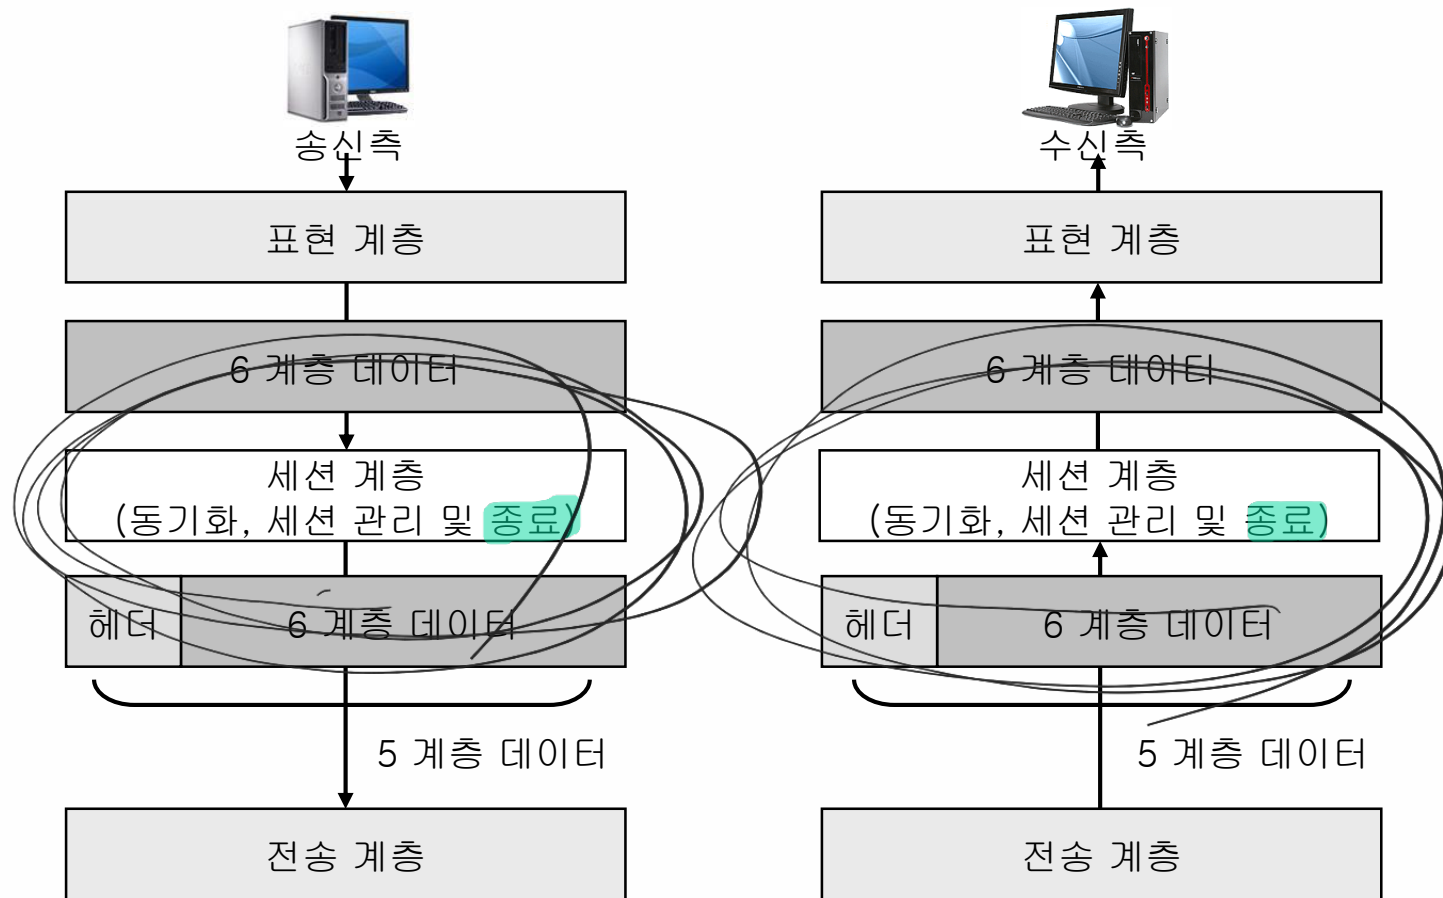 송신측
표현 계층
6 계층 데이터
세션 계층
(동기화, 세션 관리 및 종료)
헤더 6 계층 데이터
5 계층 데이터
전송 계층
수신측
표현 계층
6 계층 데이터
세션 계층
(동기화, 세션 관리 및 종료)
헤더 6 계층 데이터
5 계층 데이터
전송 계층